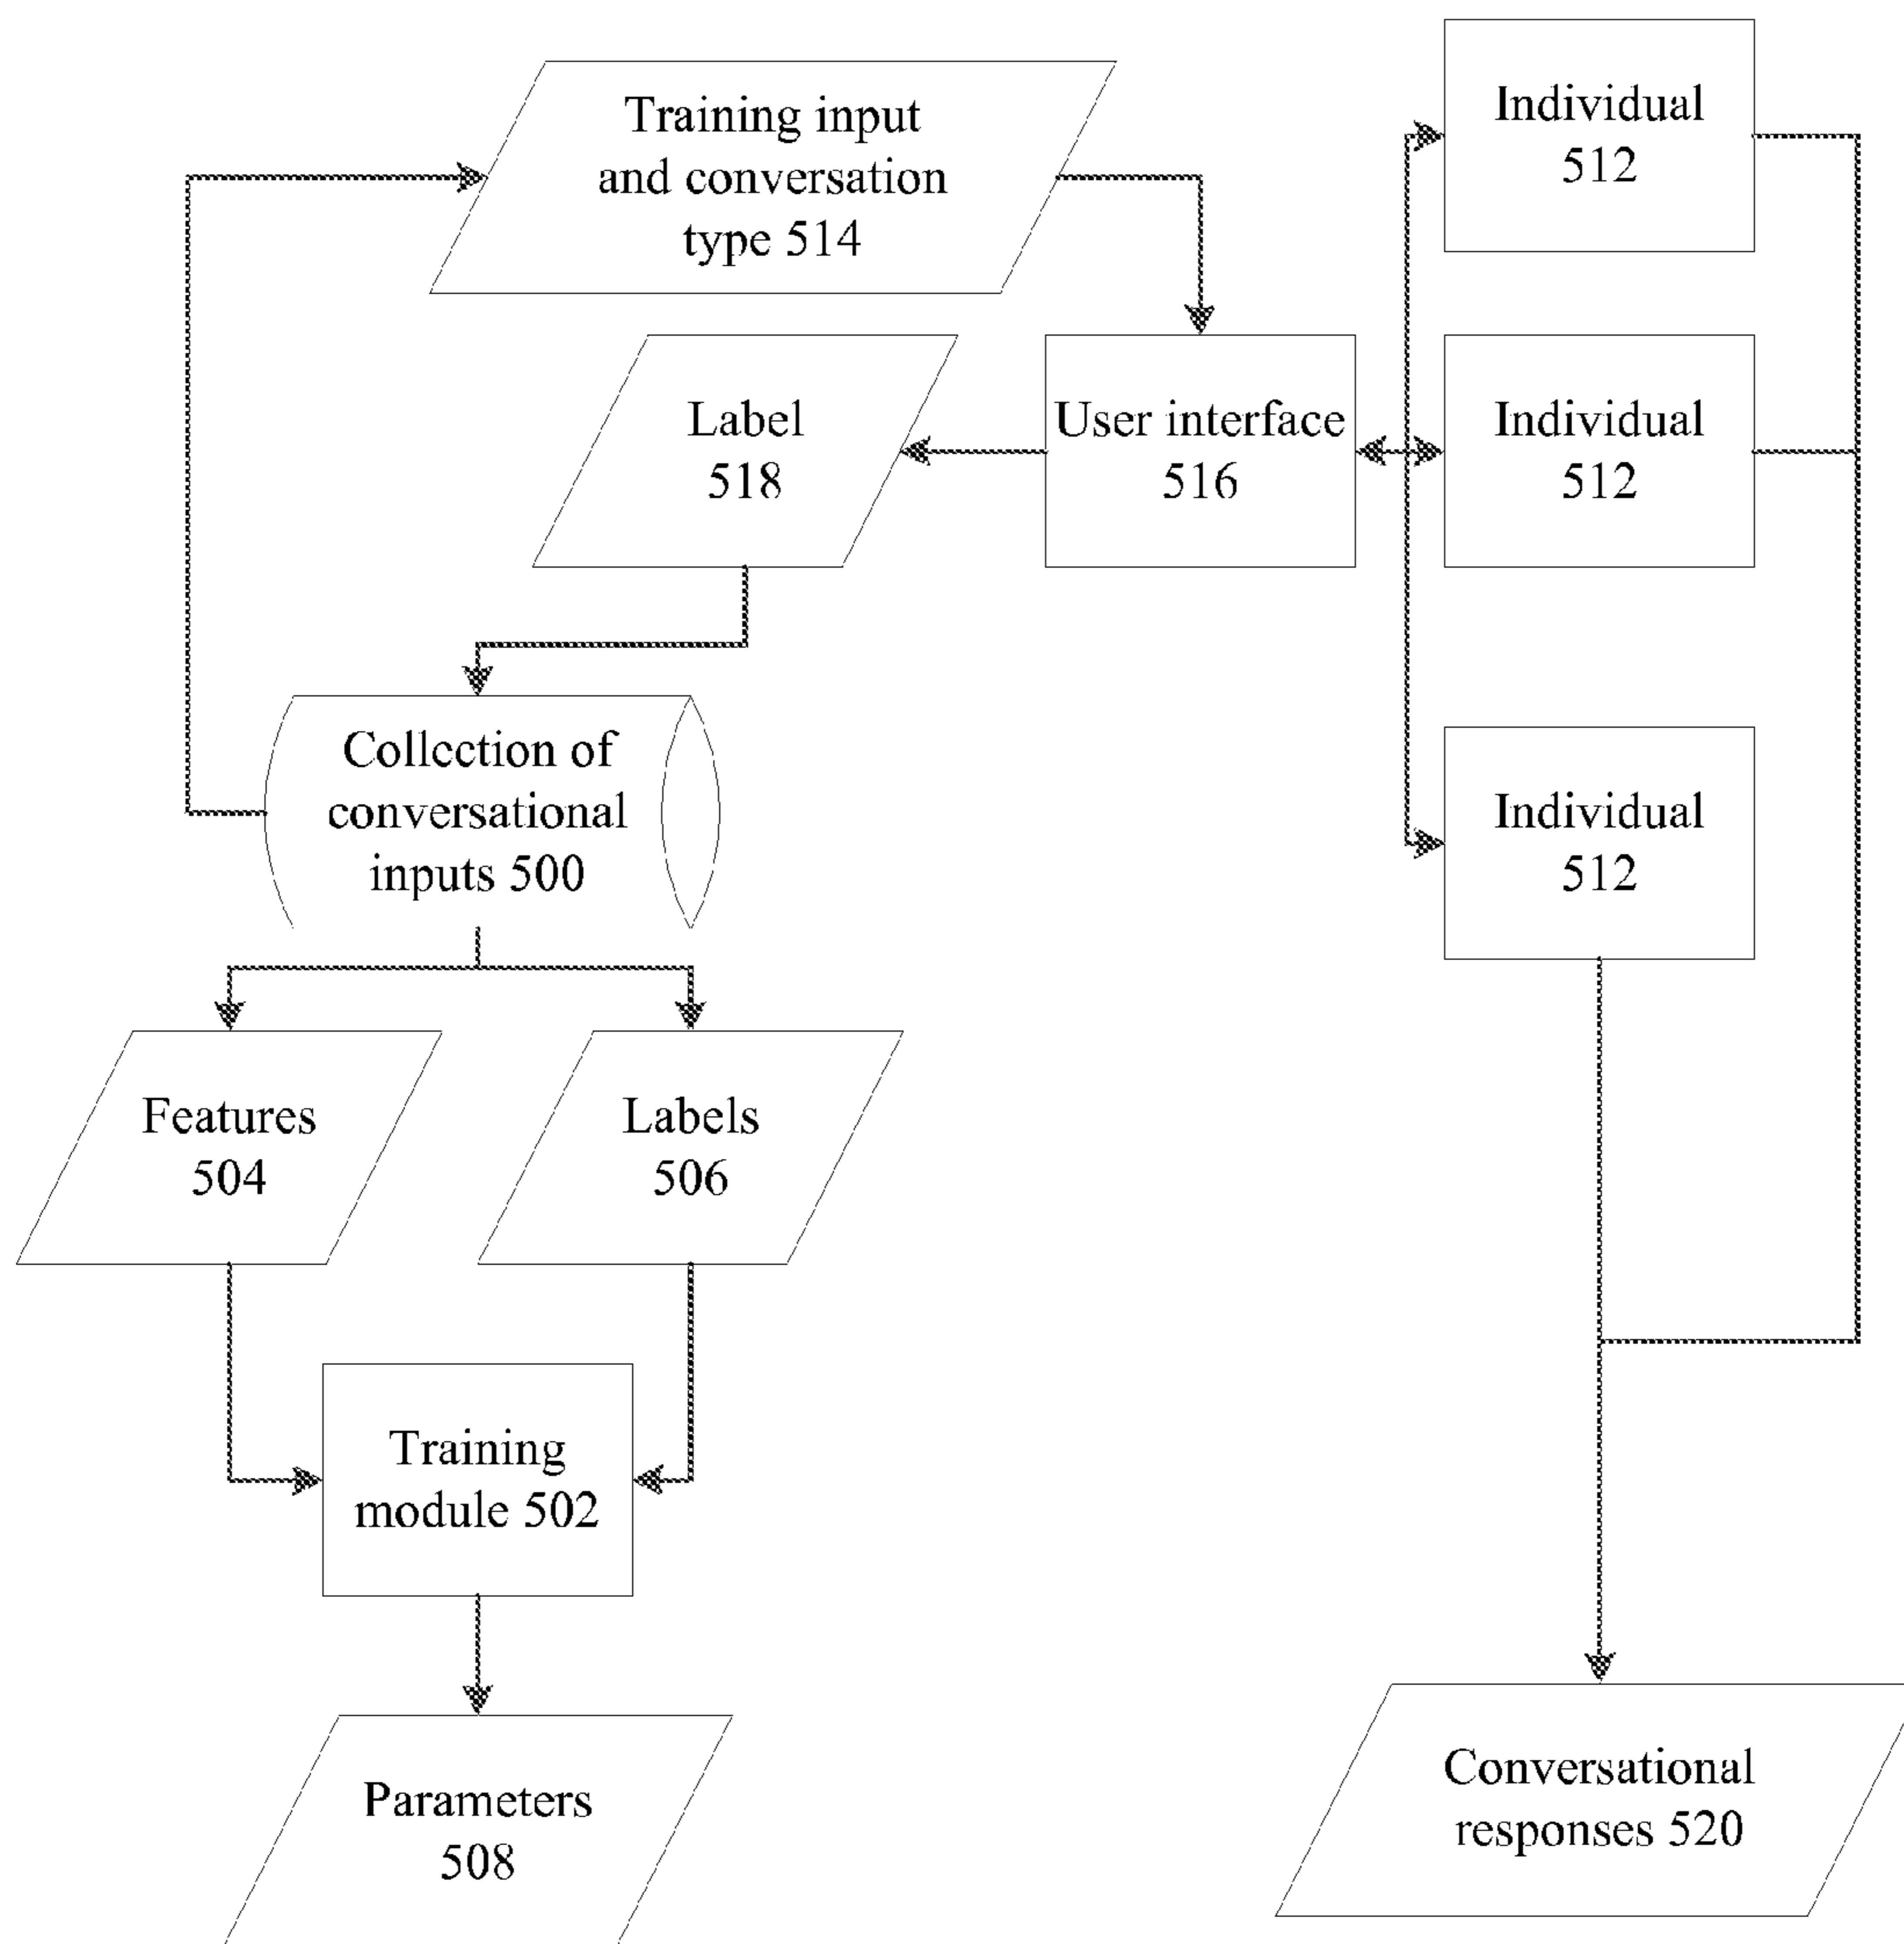 Training input
and conversation
type 514
Individual
512
Label
518
User interface
516
Individual
512
Collection of
conversational
inputs 500
Individual
512
Features
504
Labels
506
Training
module 502
Parameters
508
Conversational
responses 520